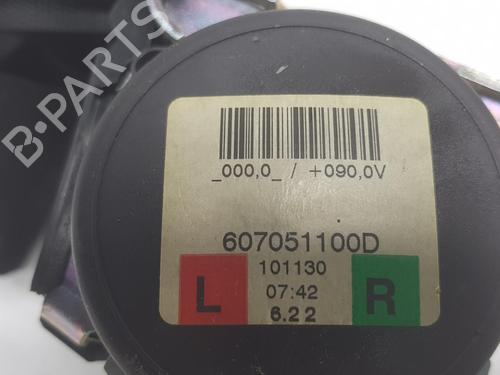 B-PARTS
_000,0_ / +090,0V
607051100D
101130
L
07:42
R
6.22